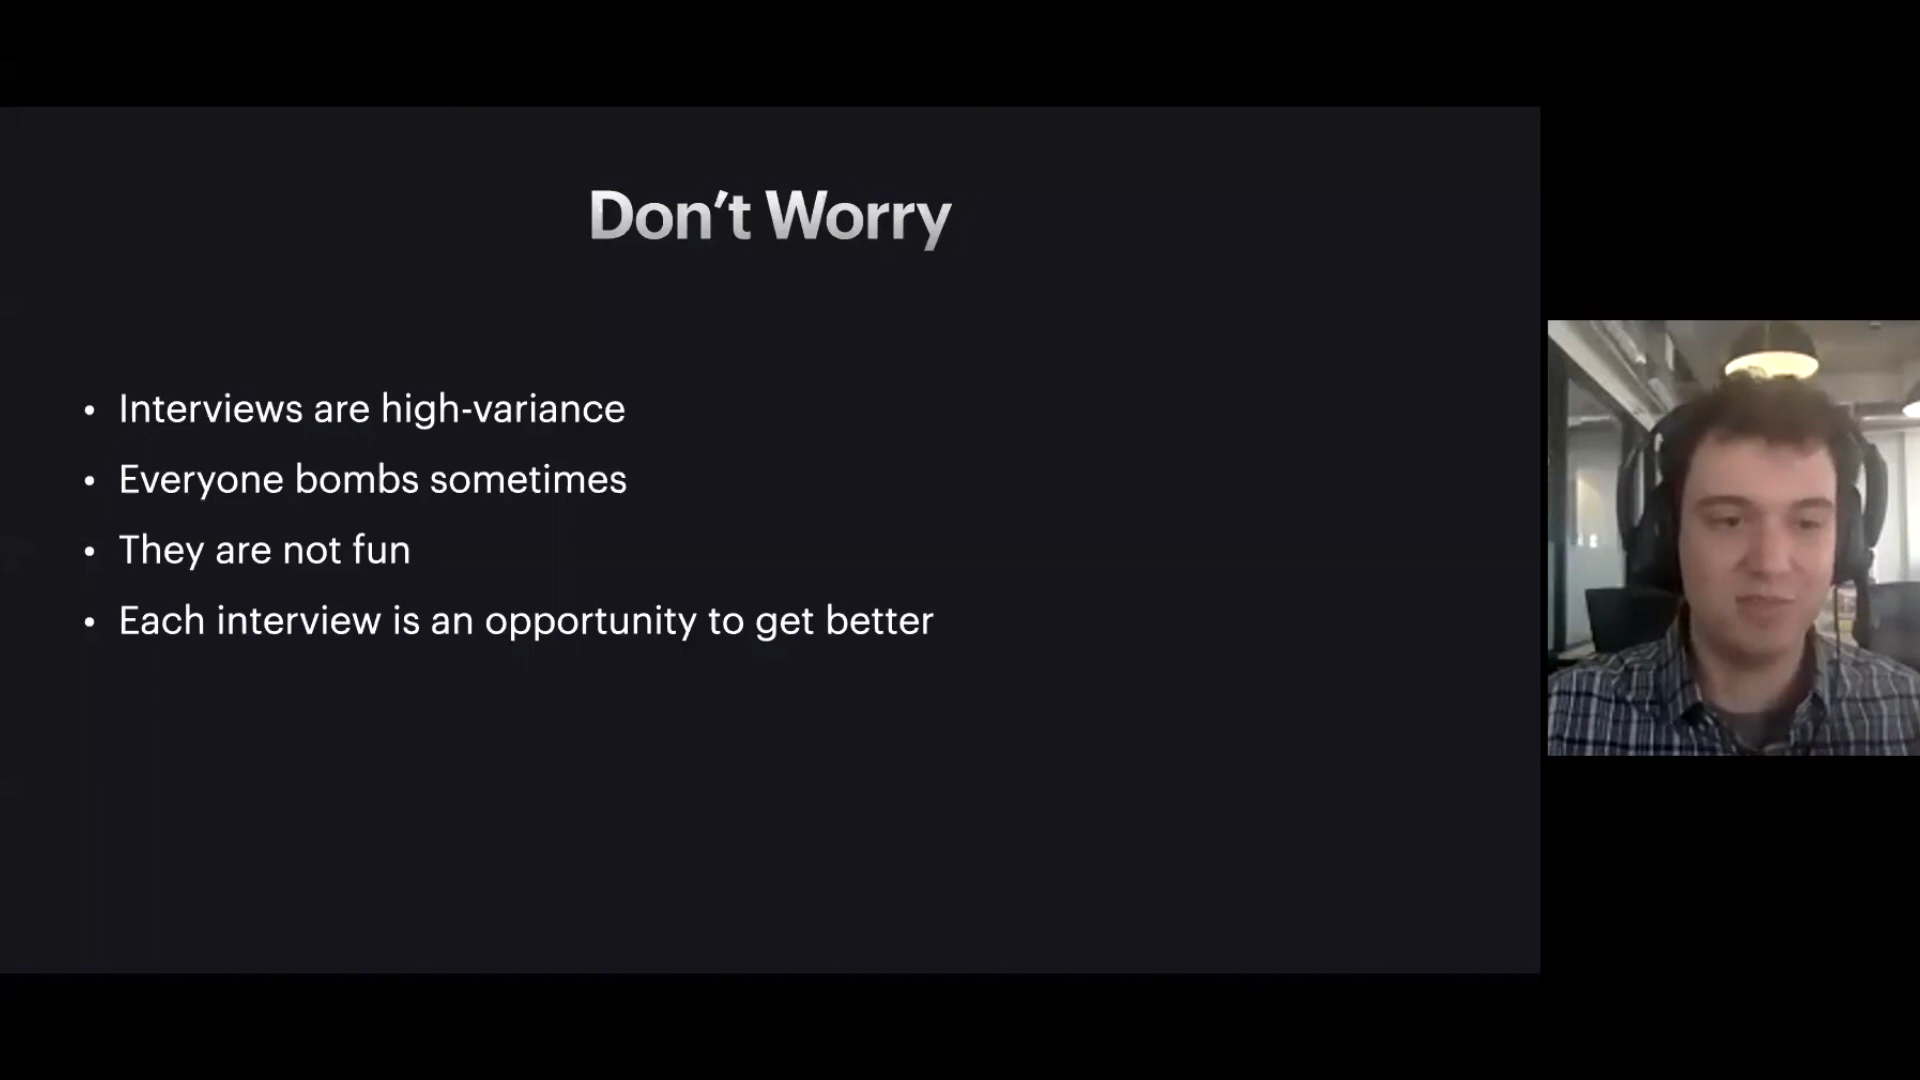 Don’t Worry
• Interviews are high-variance
• Everyone bombs sometimes
• They are not fun
• Each interview is an opportunity to get better